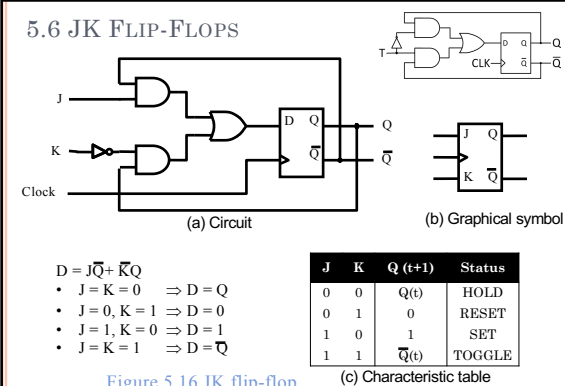 5.6 JK FLIP-FLOPS
T
D Q
CLK
Q̅
Q
Q̅
J
K
Clock
D Q
Q̅
Q
Q̅
(a) Circuit
J Q
K Q̅
(b) Graphical symbol
D = JQ̅ + K̅Q
• J = K = 0 ⇒ D = Q
• J = 0, K = 1 ⇒ D = 0
• J = 1, K = 0 ⇒ D = 1
• J = K = 1 ⇒ D = Q̅
J K Q (t+1) Status
0 0 Q(t) HOLD
0 1 0 RESET
1 0 1 SET
1 1 Q̅(t) TOGGLE
(c) Characteristic table
Figure 5.16 JK flip-flop